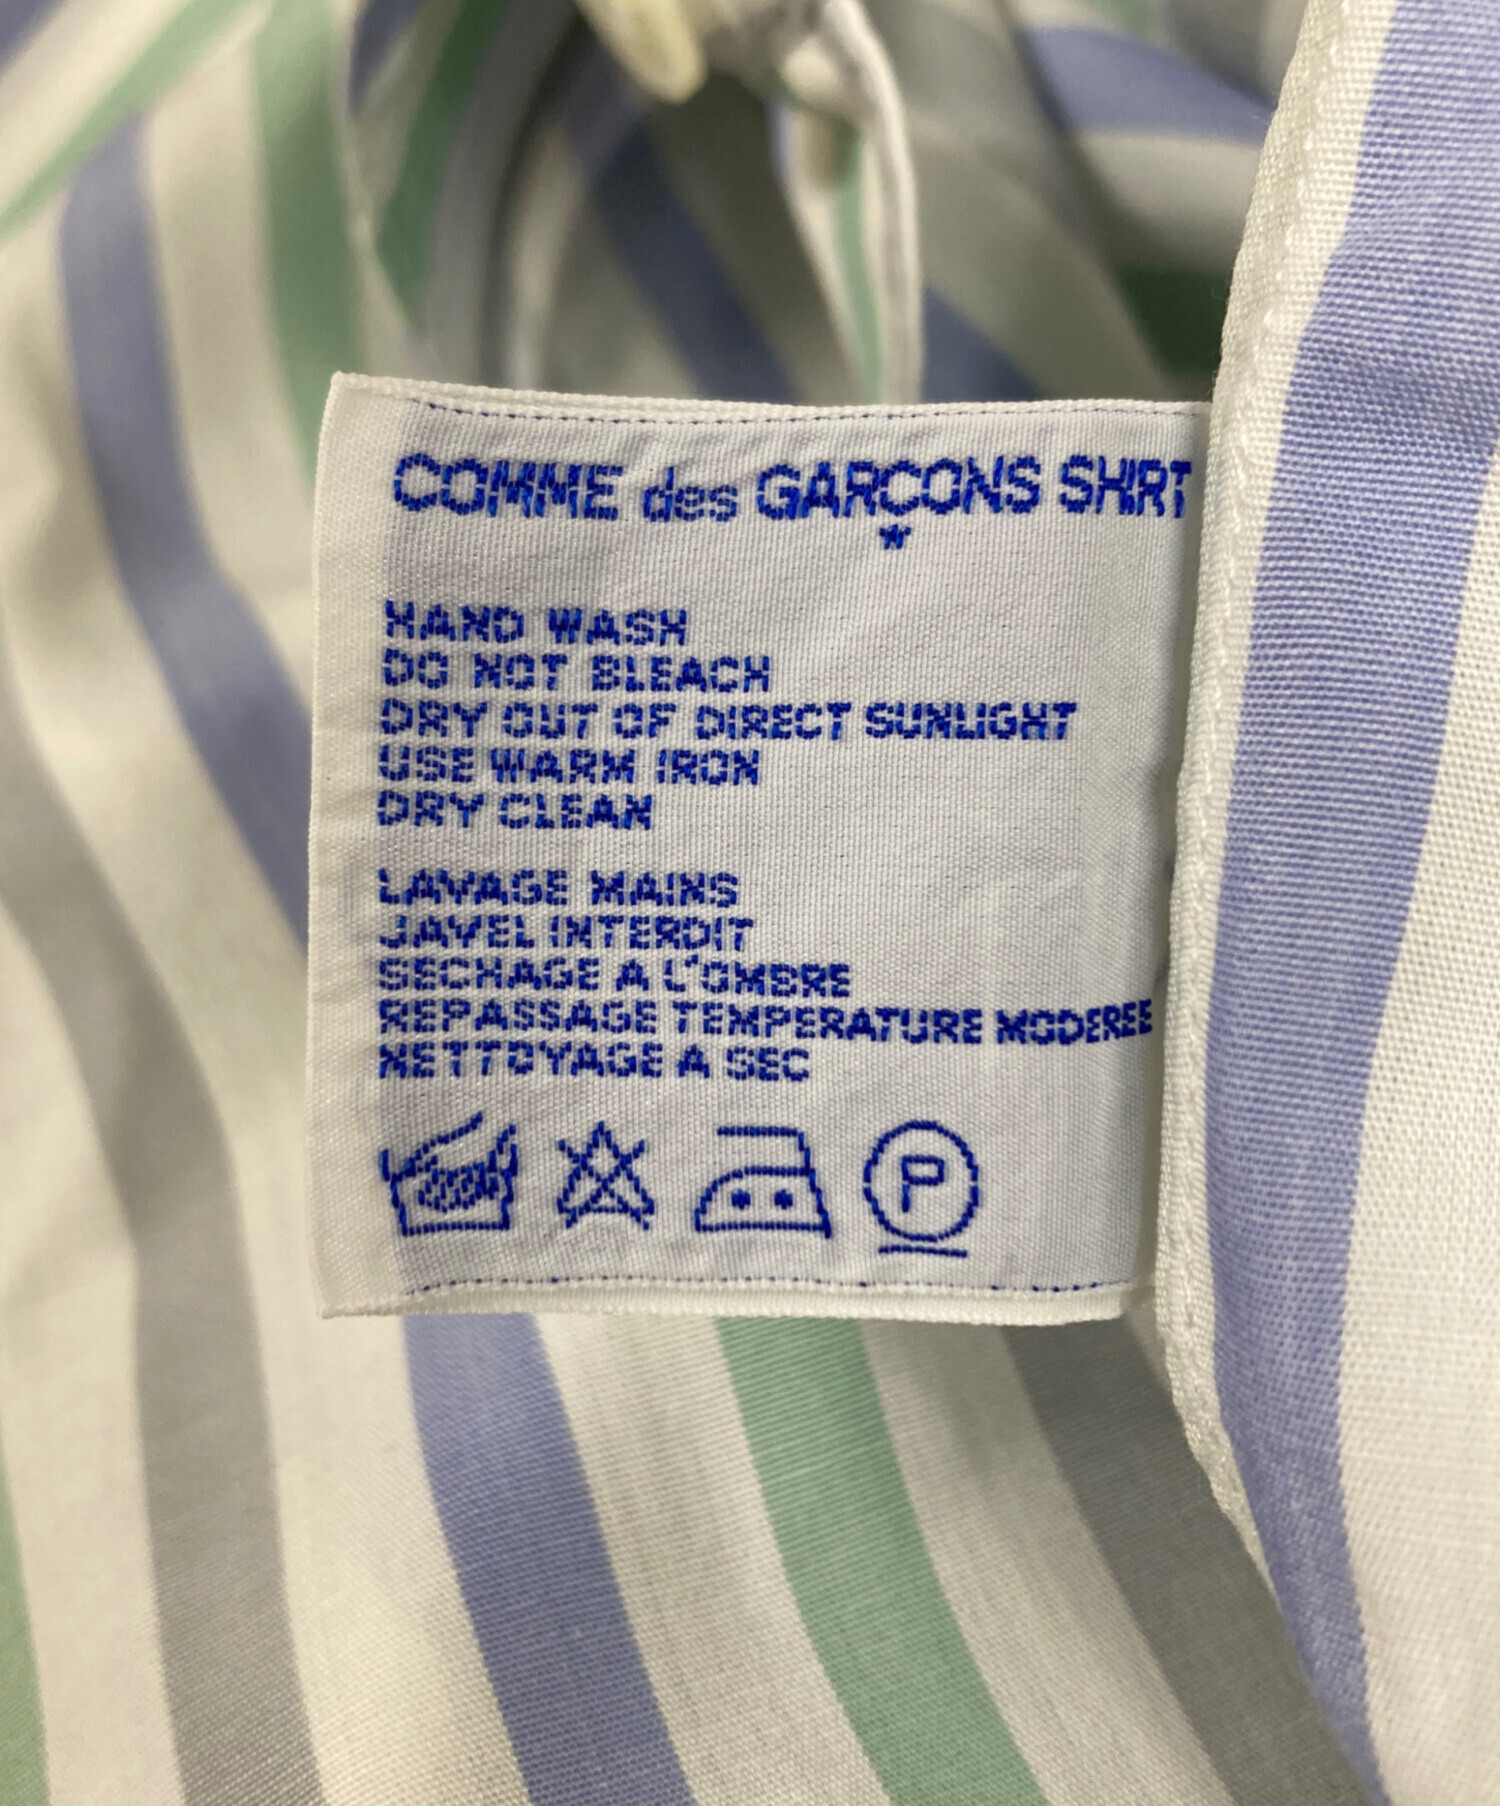 COMME des GARÇONS SHIRT
HAND WASH
DO NOT BLEACH
DRY OUT OF DIRECT SUNLIGHT
USE WARM IRON
DRY CLEAN
LAVAGE MAINS
JAVEL INTERDIT
SECHAGE A L'OMBRE
REPASSAGE TEMPERATURE MODEREE
NETTOYAGE A SEC
P